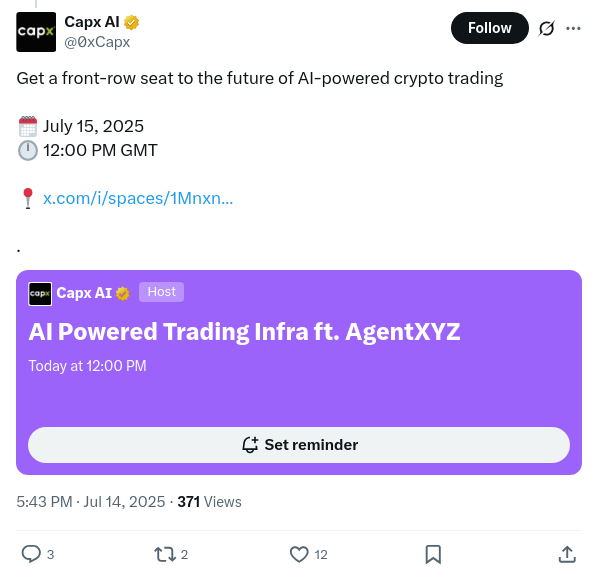 capx
Capx AI
@0xCapx
Follow
Get a front-row seat to the future of AI-powered crypto trading
July 15, 2025
12:00 PM GMT
x.com/i/spaces/1Mnxn...
.
capx Capx AI Host
AI Powered Trading Infra ft. AgentXYZ
Today at 12:00 PM
Set reminder
5:43 PM · Jul 14, 2025 · 371 Views
3 2 12